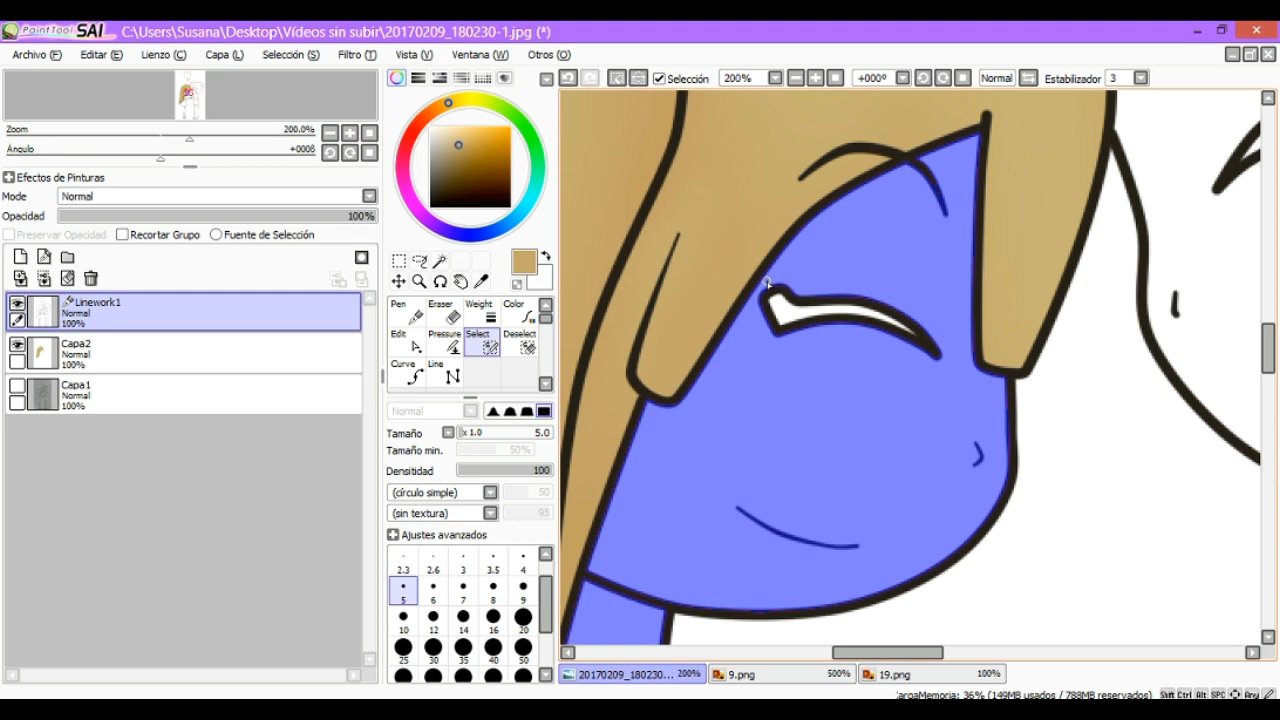 PaintTool SAI C:\Users\Susana\Desktop\Vídeos sin subir\20170209_180230-1.jpg (*)
Archivo (F) Editar (E) Lienzo (C) Capa (L) Selección (S) Filtro (T) Vista (V) Ventana (W) Otros (O)
Selección 200% +000º Normal Estabilizador 3
Zoom 200.0%
Ángulo +000ß
Efectos de Pinturas
Mode Normal
Opacidad 100%
Preservar Opacidad Recortar Grupo Fuente de Selección
Linework1
Normal
100%
Capa2
Normal
100%
Capa1
Normal
100%
Pen Eraser Weight Color
Edit Pressure Select Deselect
Curve Line
Normal
Tamaño x 1.0 5.0
Tamaño min. 50%
Densitidad 100
(círculo simple) 50
(sin textura) 95
Ajustes avanzados
2.3 2.6 3 3.5 4
5 6 7 8 9
10 12 14 16 20
25 30 35 40 50
20170209_180230... 200% 9.png 500% 19.png 100%
argaMemoria: 36% (149MB usados / 788MB reservados) Shft Ctrl Alt SPC Any